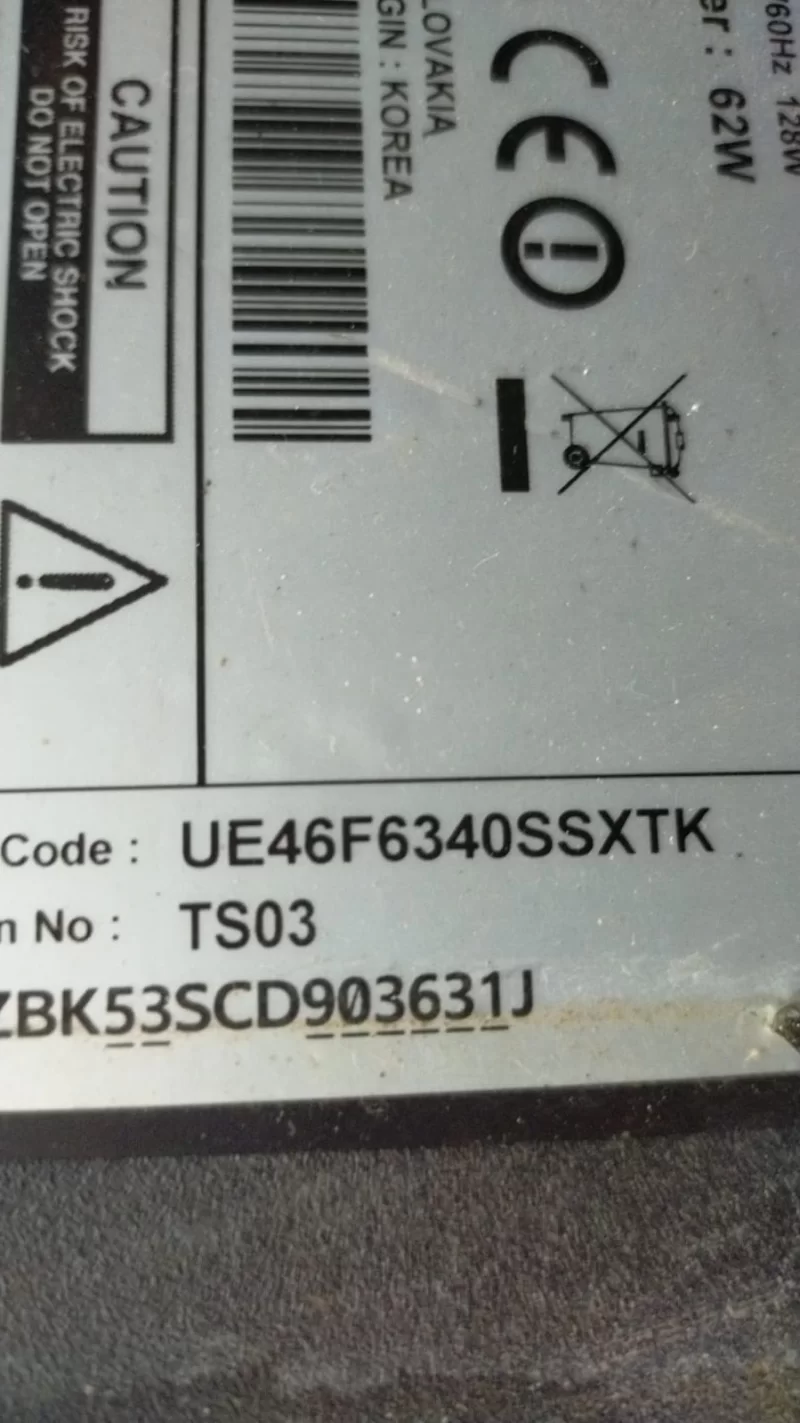 /60Hz 128W
er : 62W
LOVAKIA
GIN : KOREA
CE
CAUTION
RISK OF ELECTRIC SHOCK
DO NOT OPEN
Code : UE46F6340SSXTK
n No : TS03
ZBK53SCD903631J